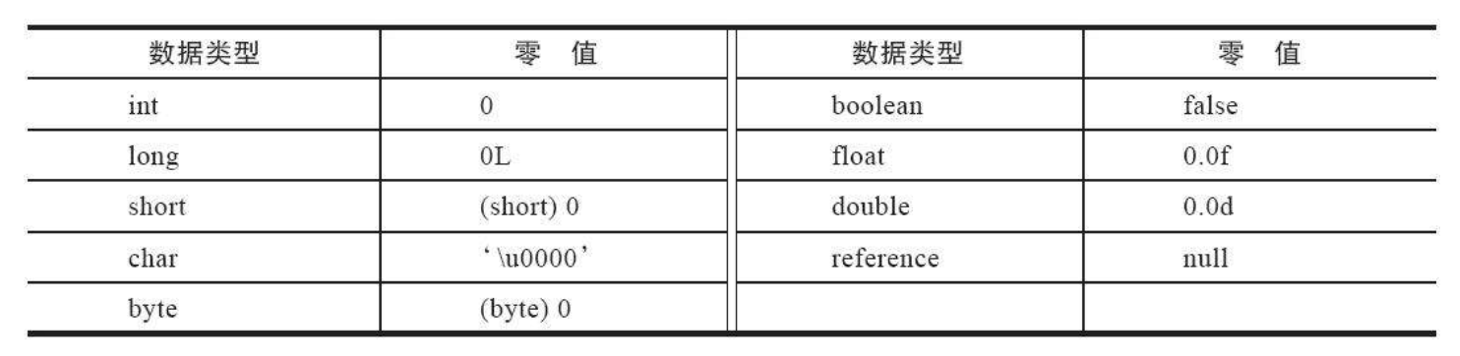 数据类型 零 值 数据类型 零 值
int 0 boolean false
long 0L float 0.0f
short (short) 0 double 0.0d
char ‘\u0000’ reference null
byte (byte) 0